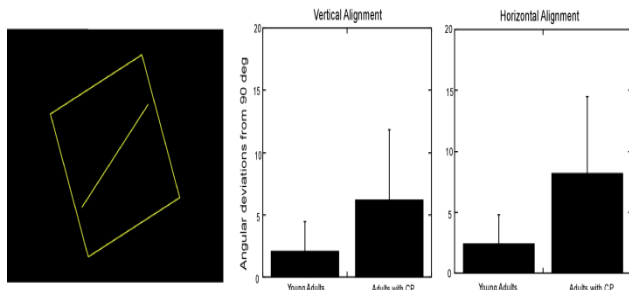 Vertical Alignment
Angular deviations from 90 deg
20
15
10
5
0
Young Adults
Adults with CP
Horizontal Alignment
20
15
10
5
0
Young Adults
Adults with CP